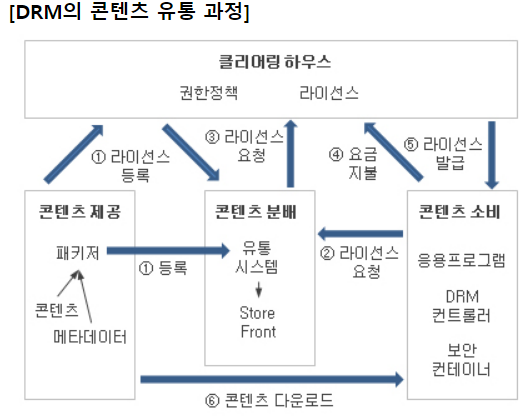 [DRM의 콘텐츠 유통 과정]
클리어링 하우스
권한정책 라이선스
① 라이선스
등록
③ 라이선스
요청
④ 요금
지불
⑤ 라이선스
발급
콘텐츠 제공
패키저
콘텐츠
메타데이터
① 등록
콘텐츠 분배
유통
시스템
Store
Front
② 라이선스
요청
콘텐츠 소비
응용프로그램
DRM
컨트롤러
보안
컨테이너
⑥ 콘텐츠 다운로드